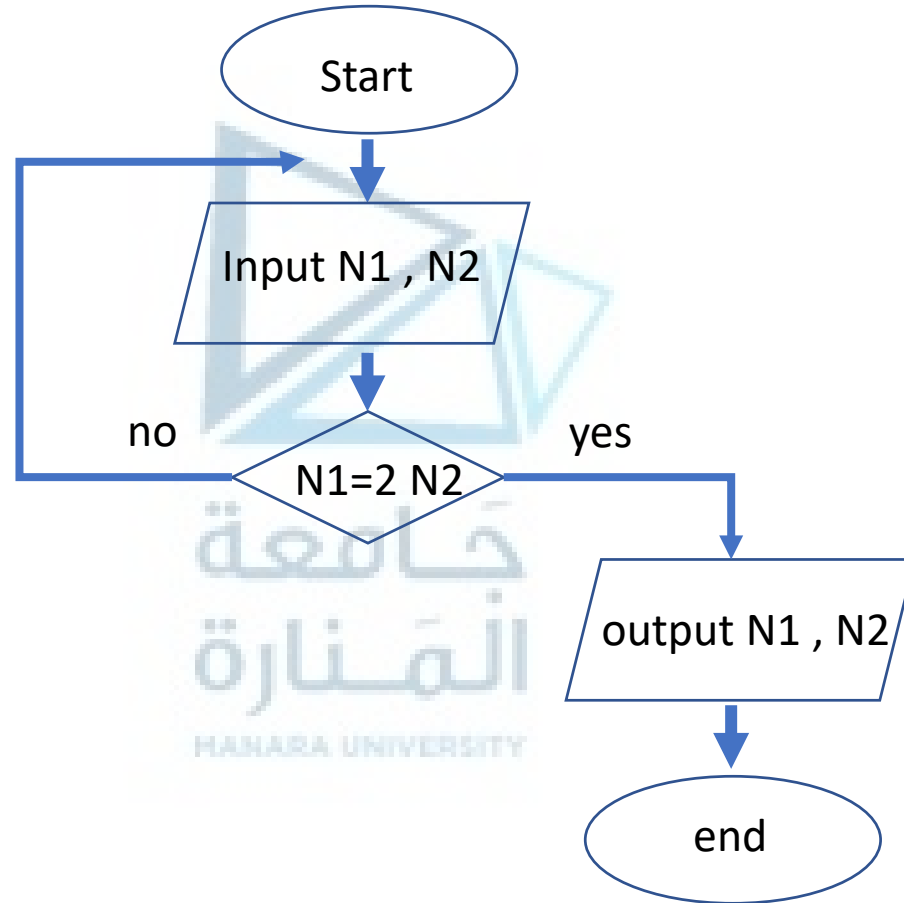 Start
Input N1 , N2
no
yes
N1=2 N2
جَامعة
المَنارة
MANARA UNIVERSITY
output N1 , N2
end